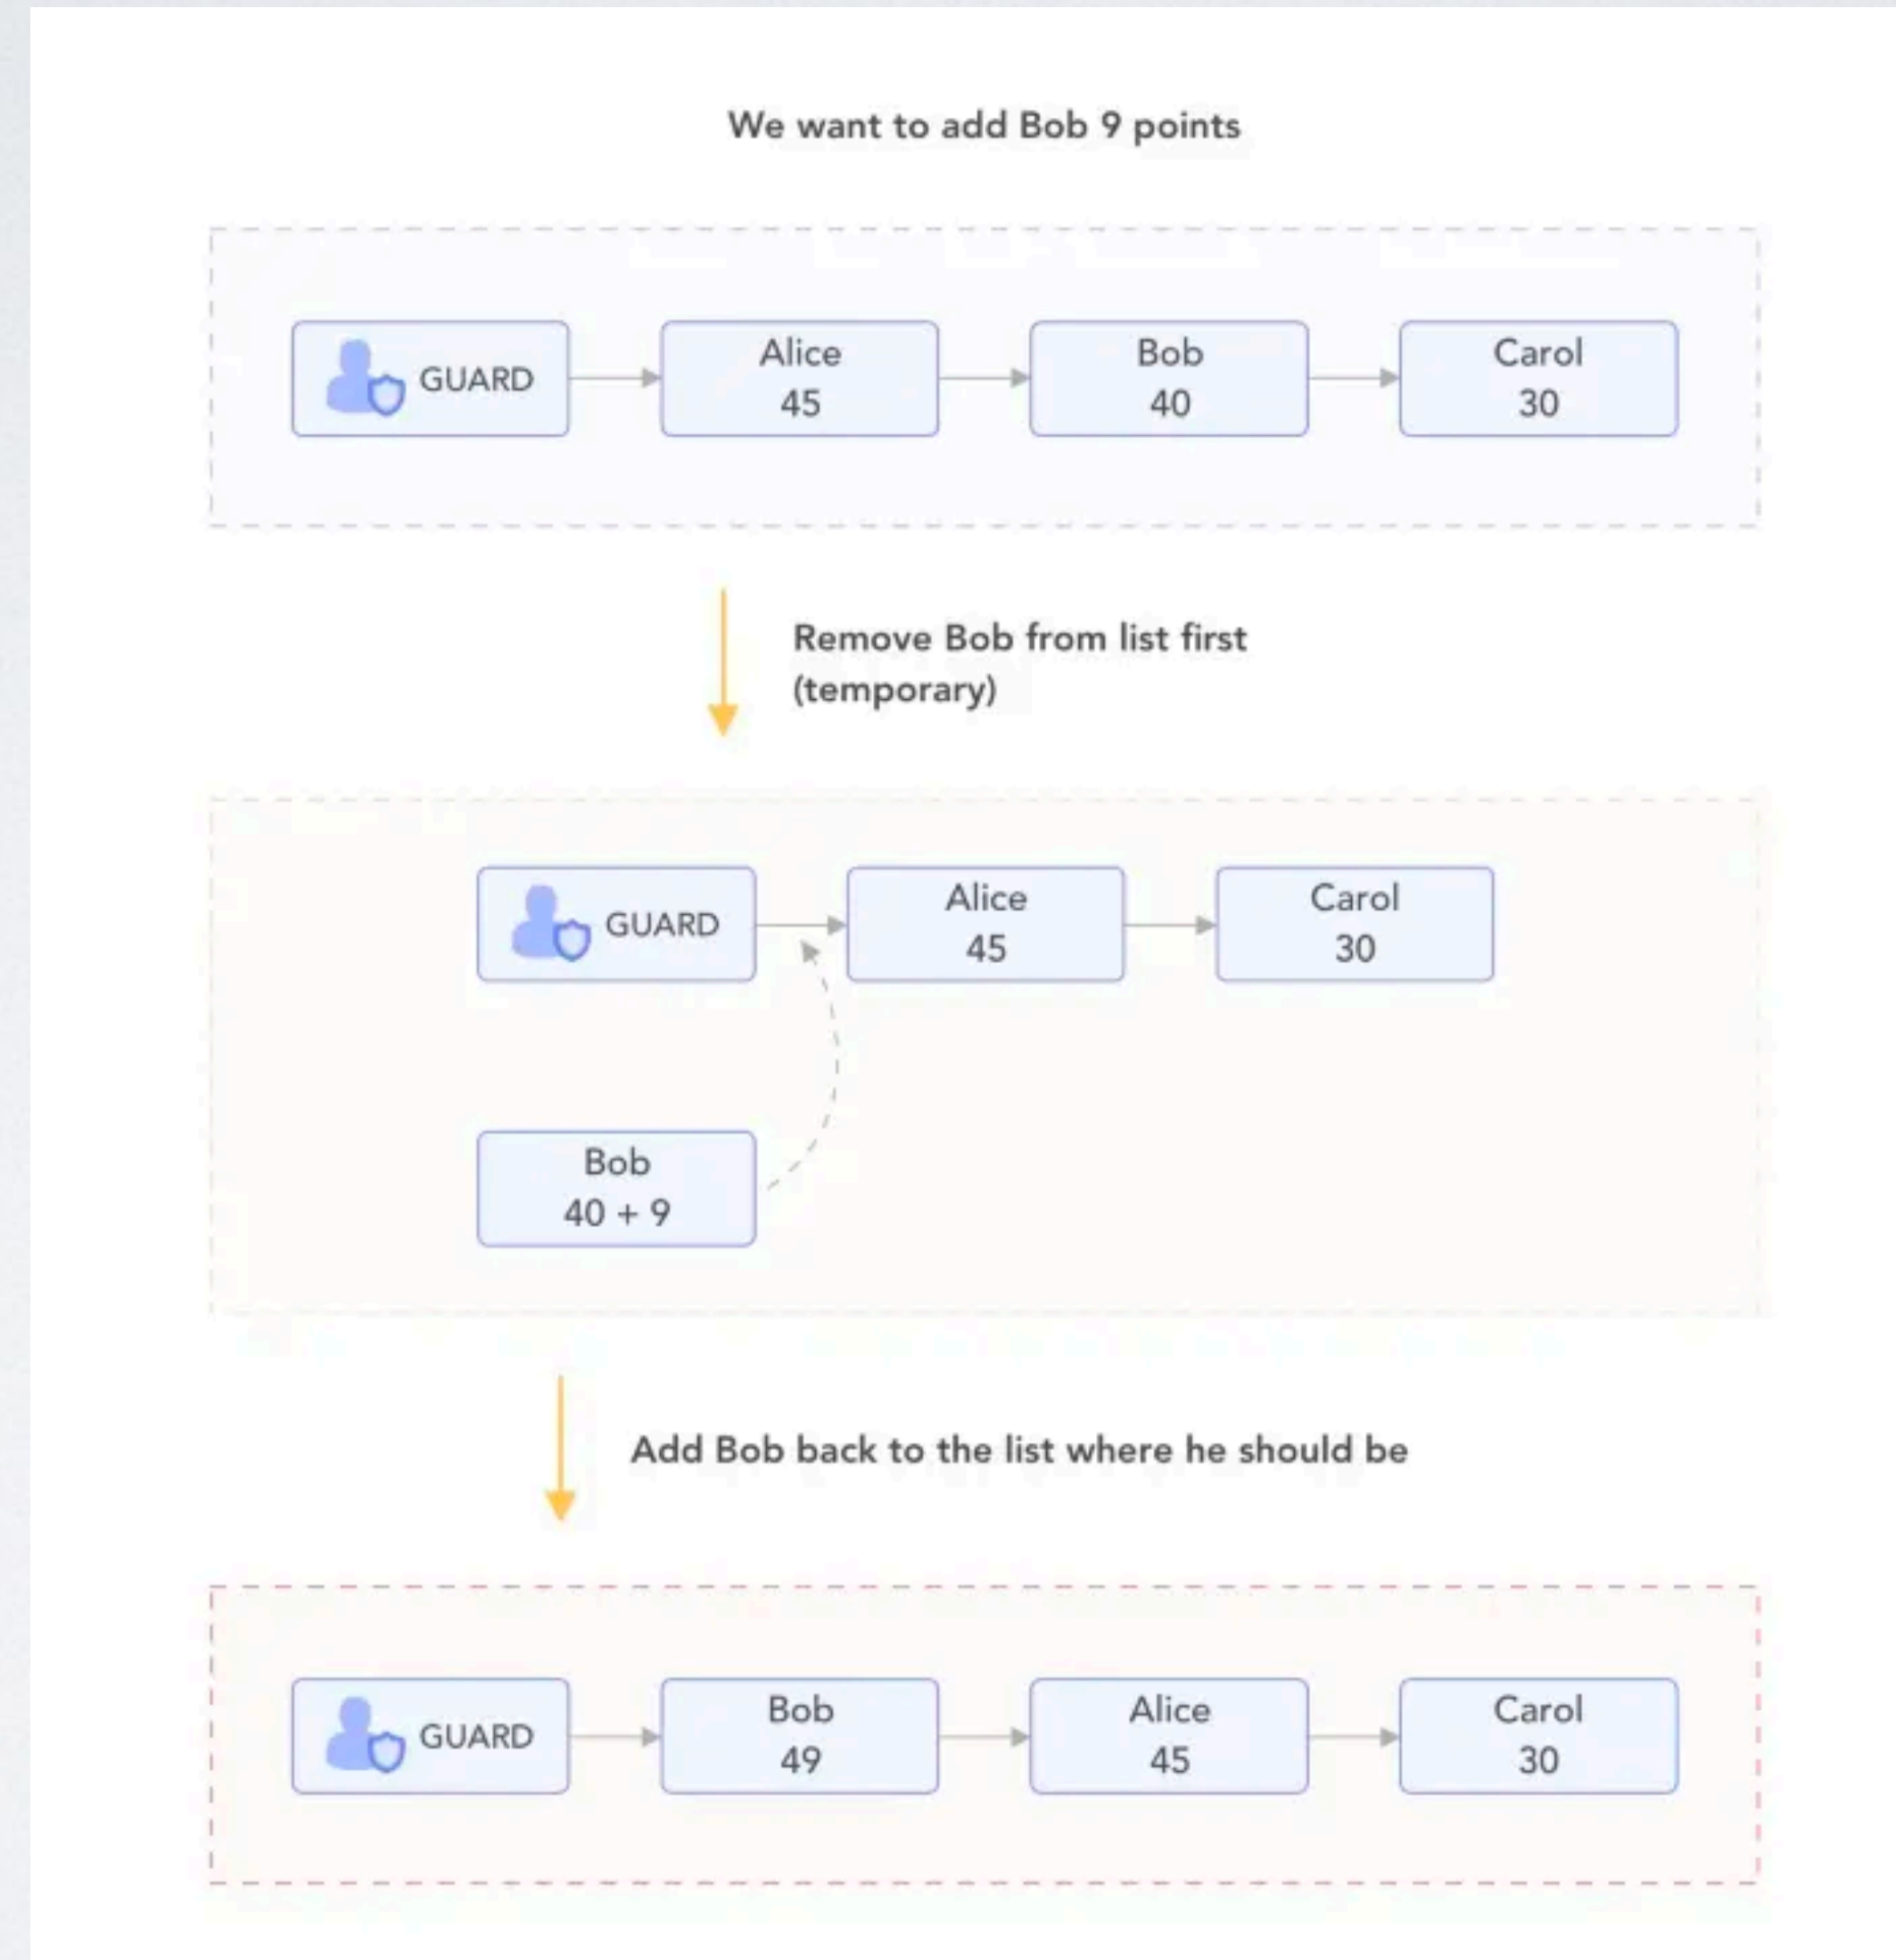 We want to add Bob 9 points
GUARD
Alice
45
Bob
40
Carol
30
Remove Bob from list first
(temporary)
GUARD
Alice
45
Carol
30
Bob
40 + 9
Add Bob back to the list where he should be
GUARD
Bob
49
Alice
45
Carol
30